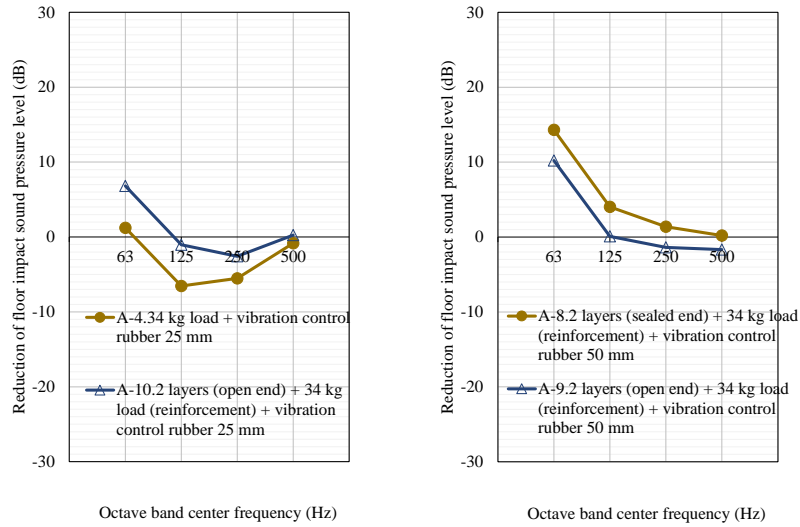 Reduction of floor impact sound pressure level (dB)
30
20
10
0
-10
-20
-30
63
125
250
500
A-4.34 kg load + vibration control
rubber 25 mm
A-10.2 layers (open end) + 34 kg
load (reinforcement) + vibration
control rubber 25 mm
Octave band center frequency (Hz)
Reduction of floor impact sound pressure level (dB)
30
20
10
0
-10
-20
-30
63
125
250
500
A-8.2 layers (sealed end) + 34 kg load
(reinforcement) + vibration control
rubber 50 mm
A-9.2 layers (open end) + 34 kg load
(reinforcement) + vibration control
rubber 50 mm
Octave band center frequency (Hz)